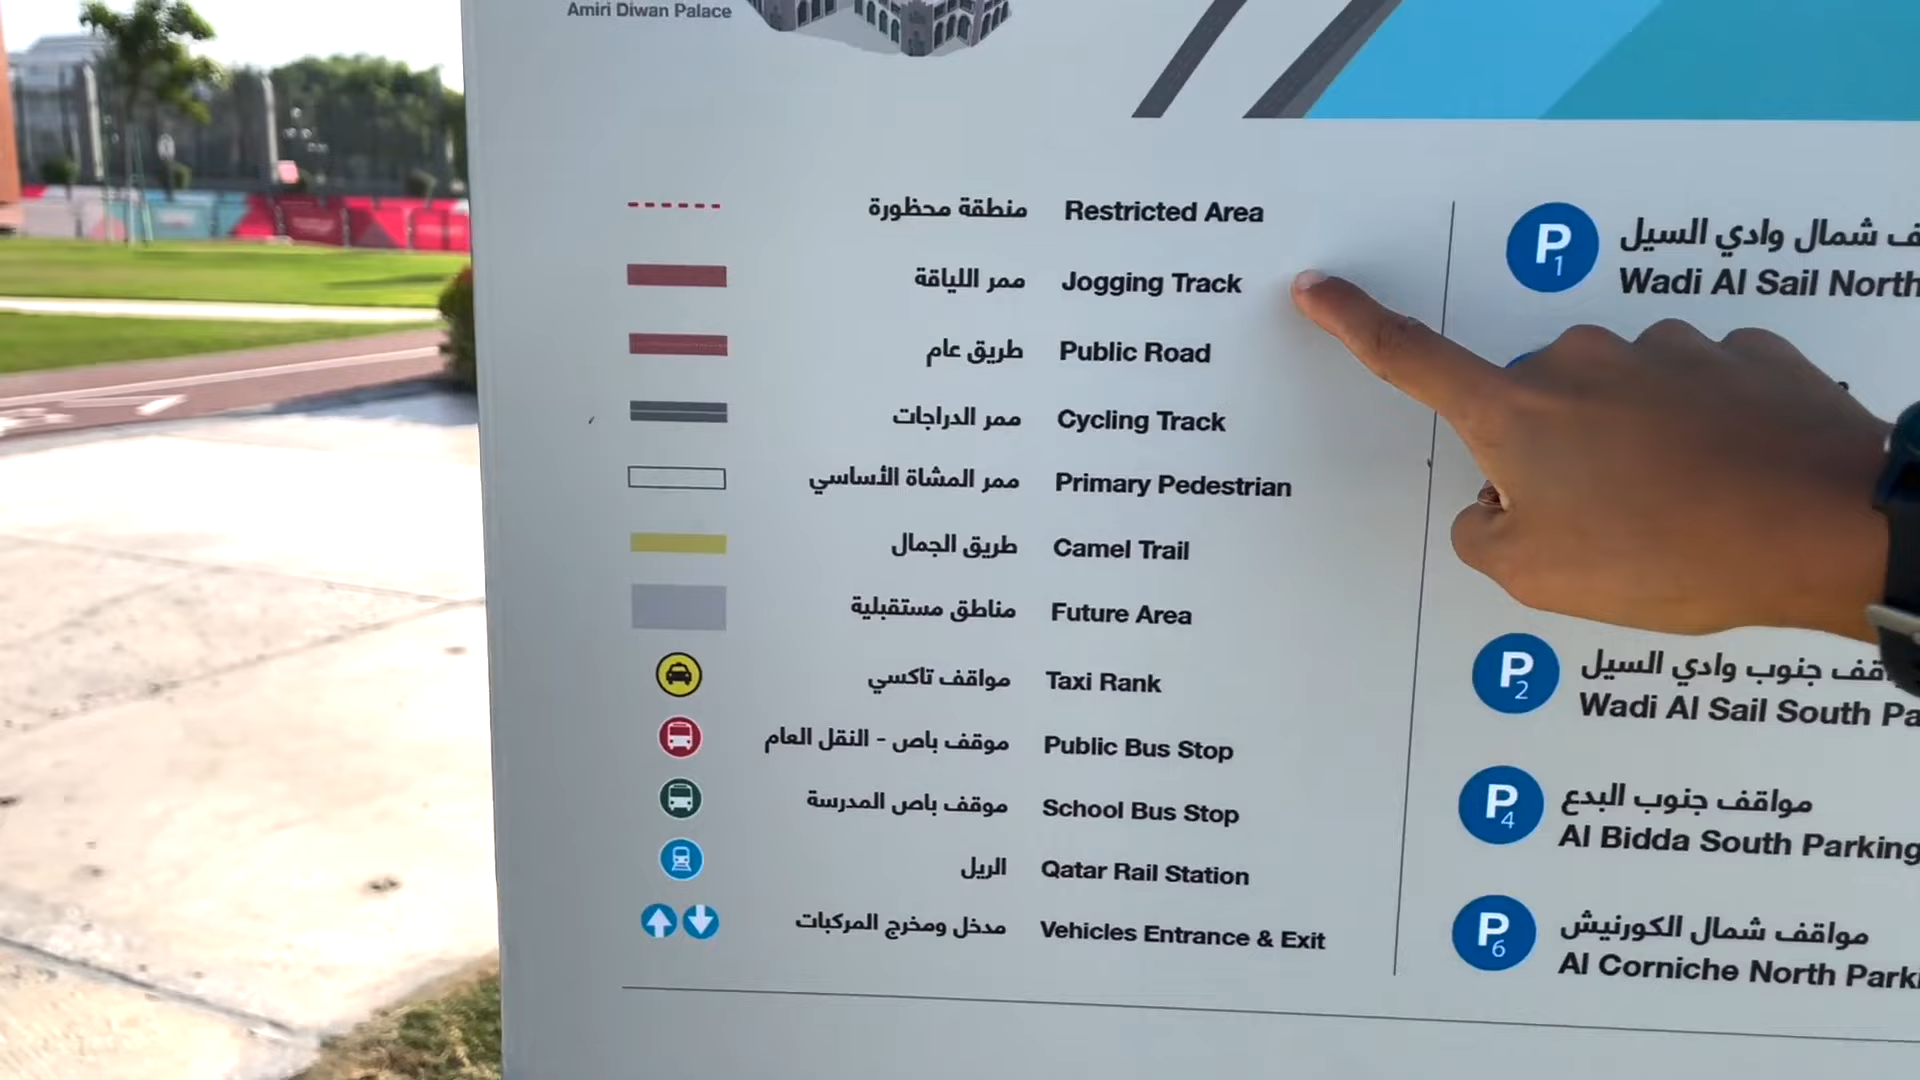 Amiri Diwan Palace
منطقة محظورة Restricted Area
ممر اللياقة Jogging Track
طريق عام Public Road
ممر الدراجات Cycling Track
ممر المشاة الأساسي Primary Pedestrian
طريق الجمال Camel Trail
مناطق مستقبلية Future Area
مواقف تاكسي Taxi Rank
موقف باص - النقل العام Public Bus Stop
موقف باص المدرسة School Bus Stop
الريل Qatar Rail Station
مدخل ومخرج المركبات Vehicles Entrance & Exit
P1
شمال وادي السيل
Wadi Al Sail North
P2
جنوب وادي السيل
Wadi Al Sail South
P4
مواقف جنوب البدع
Al Bidda South Parking
P6
مواقف شمال الكورنيش
Al Corniche North